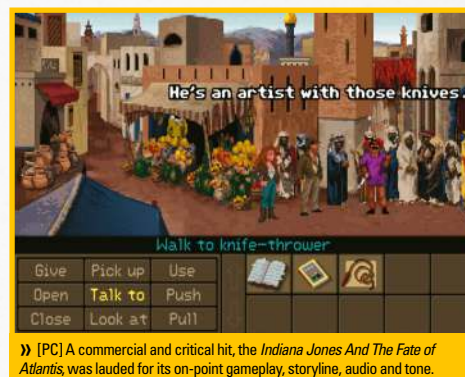 He's an artist with those knives.
Walk to knife-thrower
Give Pick up Use
Open Talk to Push
Close Look at Pull
» [PC] A commercial and critical hit, the Indiana Jones And The Fate of
Atlantis, was lauded for its on-point gameplay, storyline, audio and tone.